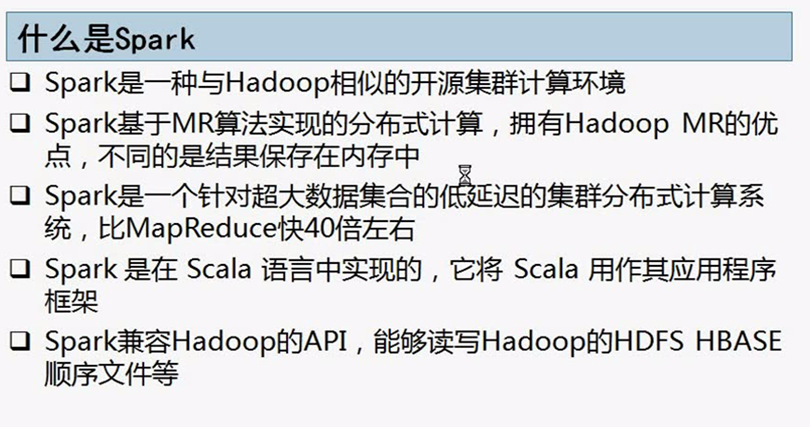 什么是Spark
Spark是一种与Hadoop相似的开源集群计算环境
Spark基于MR算法实现的分布式计算，拥有Hadoop MR的优
点，不同的是结果保存在内存中
Spark是一个针对超大数据集合的低延迟的集群分布式计算系
统，比MapReduce快40倍左右
Spark 是在 Scala 语言中实现的，它将 Scala 用作其应用程序
框架
Spark兼容Hadoop的API，能够读写Hadoop的HDFS HBASE
顺序文件等